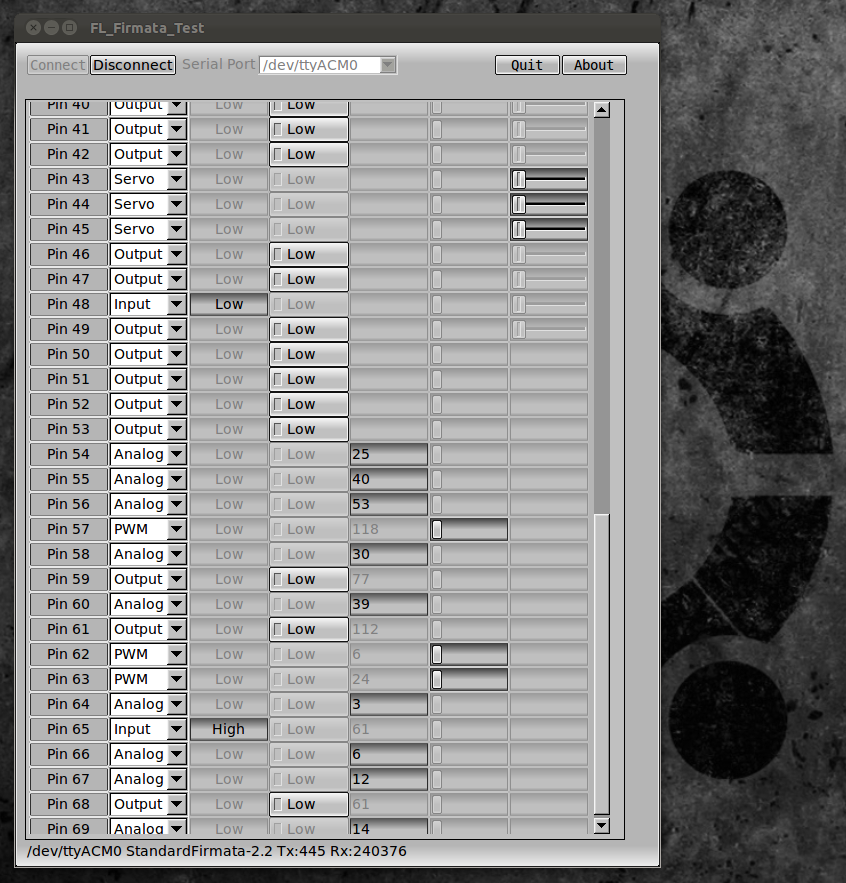 FL_Firmata_Test
Connect Disconnect Serial Port /dev/ttyACM0 Quit About
Pin 40 Output Low Low
Pin 41 Output Low Low
Pin 42 Output Low Low
Pin 43 Servo Low Low
Pin 44 Servo Low Low
Pin 45 Servo Low Low
Pin 46 Output Low Low
Pin 47 Output Low Low
Pin 48 Input Low Low
Pin 49 Output Low Low
Pin 50 Output Low Low
Pin 51 Output Low Low
Pin 52 Output Low Low
Pin 53 Output Low Low
Pin 54 Analog Low Low 25
Pin 55 Analog Low Low 40
Pin 56 Analog Low Low 53
Pin 57 PWM Low Low 118
Pin 58 Analog Low Low 30
Pin 59 Output Low Low 77
Pin 60 Analog Low Low 39
Pin 61 Output Low Low 112
Pin 62 PWM Low Low 6
Pin 63 PWM Low Low 24
Pin 64 Analog Low Low 3
Pin 65 Input High Low 61
Pin 66 Analog Low Low 6
Pin 67 Analog Low Low 12
Pin 68 Output Low Low 61
Pin 69 Analog Low Low 14
/dev/ttyACM0 StandardFirmata-2.2 Tx:445 Rx:240376